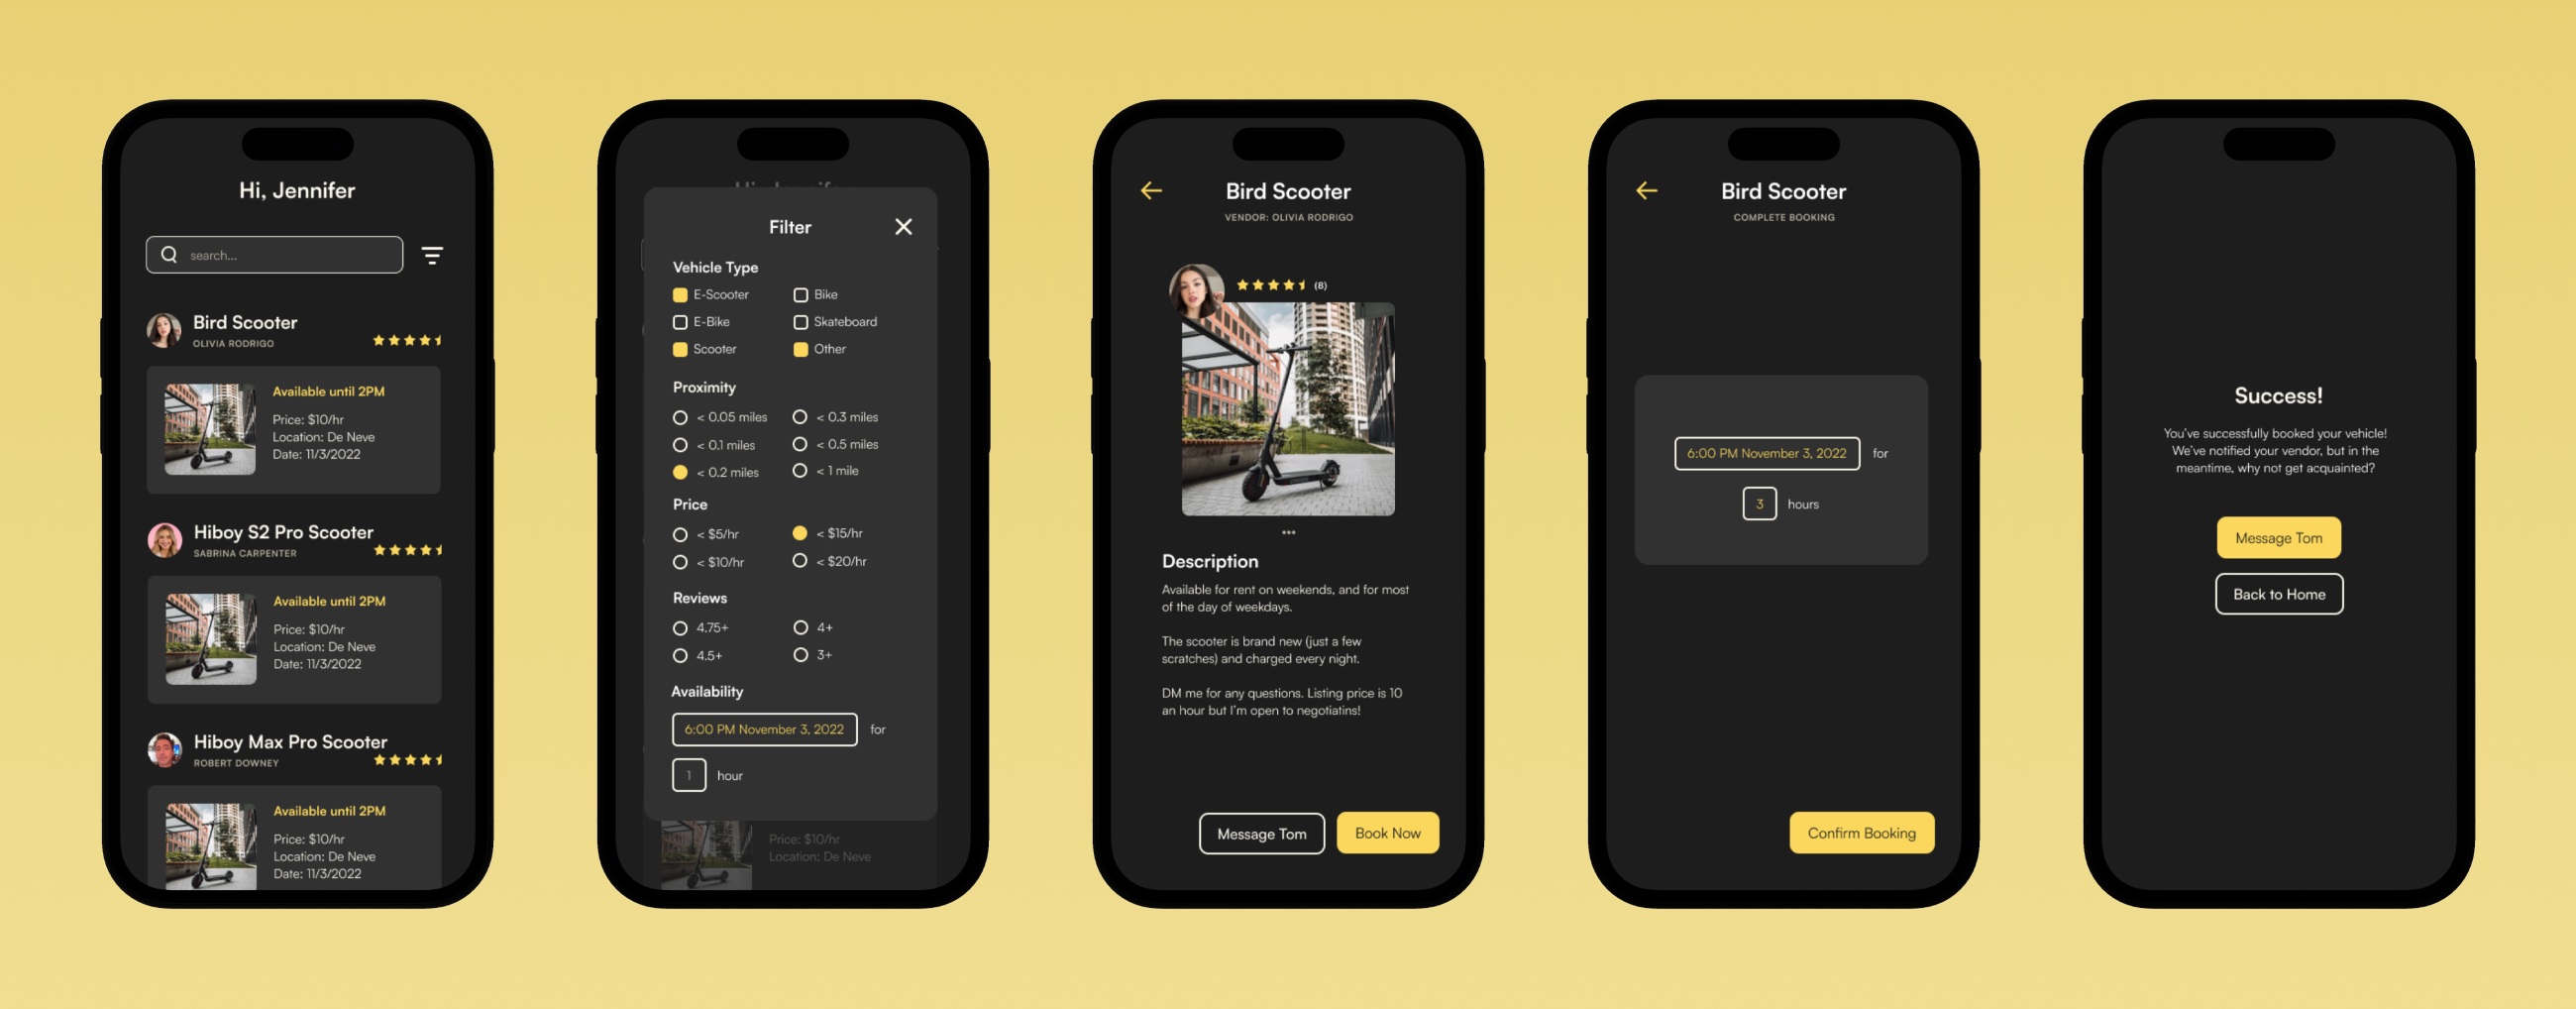 Hi, Jennifer
search...
Bird Scooter
OLIVIA RODRIGO
Available until 2PM
Price: $10/hr
Location: De Neve
Date: 11/3/2022
Hiboy S2 Pro Scooter
SABRINA CARPENTER
Available until 2PM
Price: $10/hr
Location: De Neve
Date: 11/3/2022
Hiboy Max Pro Scooter
ROBERT DOWNEY
Available until 2PM
Price: $10/hr
Location: De Neve
Date: 11/3/2022
Filter
Vehicle Type
E-Scooter Bike
E-Bike Skateboard
Scooter Other
Proximity
< 0.05 miles < 0.3 miles
< 0.1 miles < 0.5 miles
< 0.2 miles < 1 mile
Price
< $5/hr < $15/hr
< $10/hr < $20/hr
Reviews
4.75+ 4+
4.5+ 3+
Availability
6:00 PM November 3, 2022 for
1 hour
Price: $10/hr
Location: De Neve
Bird Scooter
VENDOR: OLIVIA RODRIGO
(8)
Description
Available for rent on weekends, and for most
of the day of weekdays.
The scooter is brand new (just a few
scratches) and charged every night.
DM me for any questions. Listing price is 10
an hour but I'm open to negotiatins!
Message Tom Book Now
Bird Scooter
COMPLETE BOOKING
6:00 PM November 3, 2022 for
3 hours
Confirm Booking
Success!
You've successfully booked your vehicle!
We've notified your vendor, but in the
meantime, why not get acquainted?
Message Tom
Back to Home